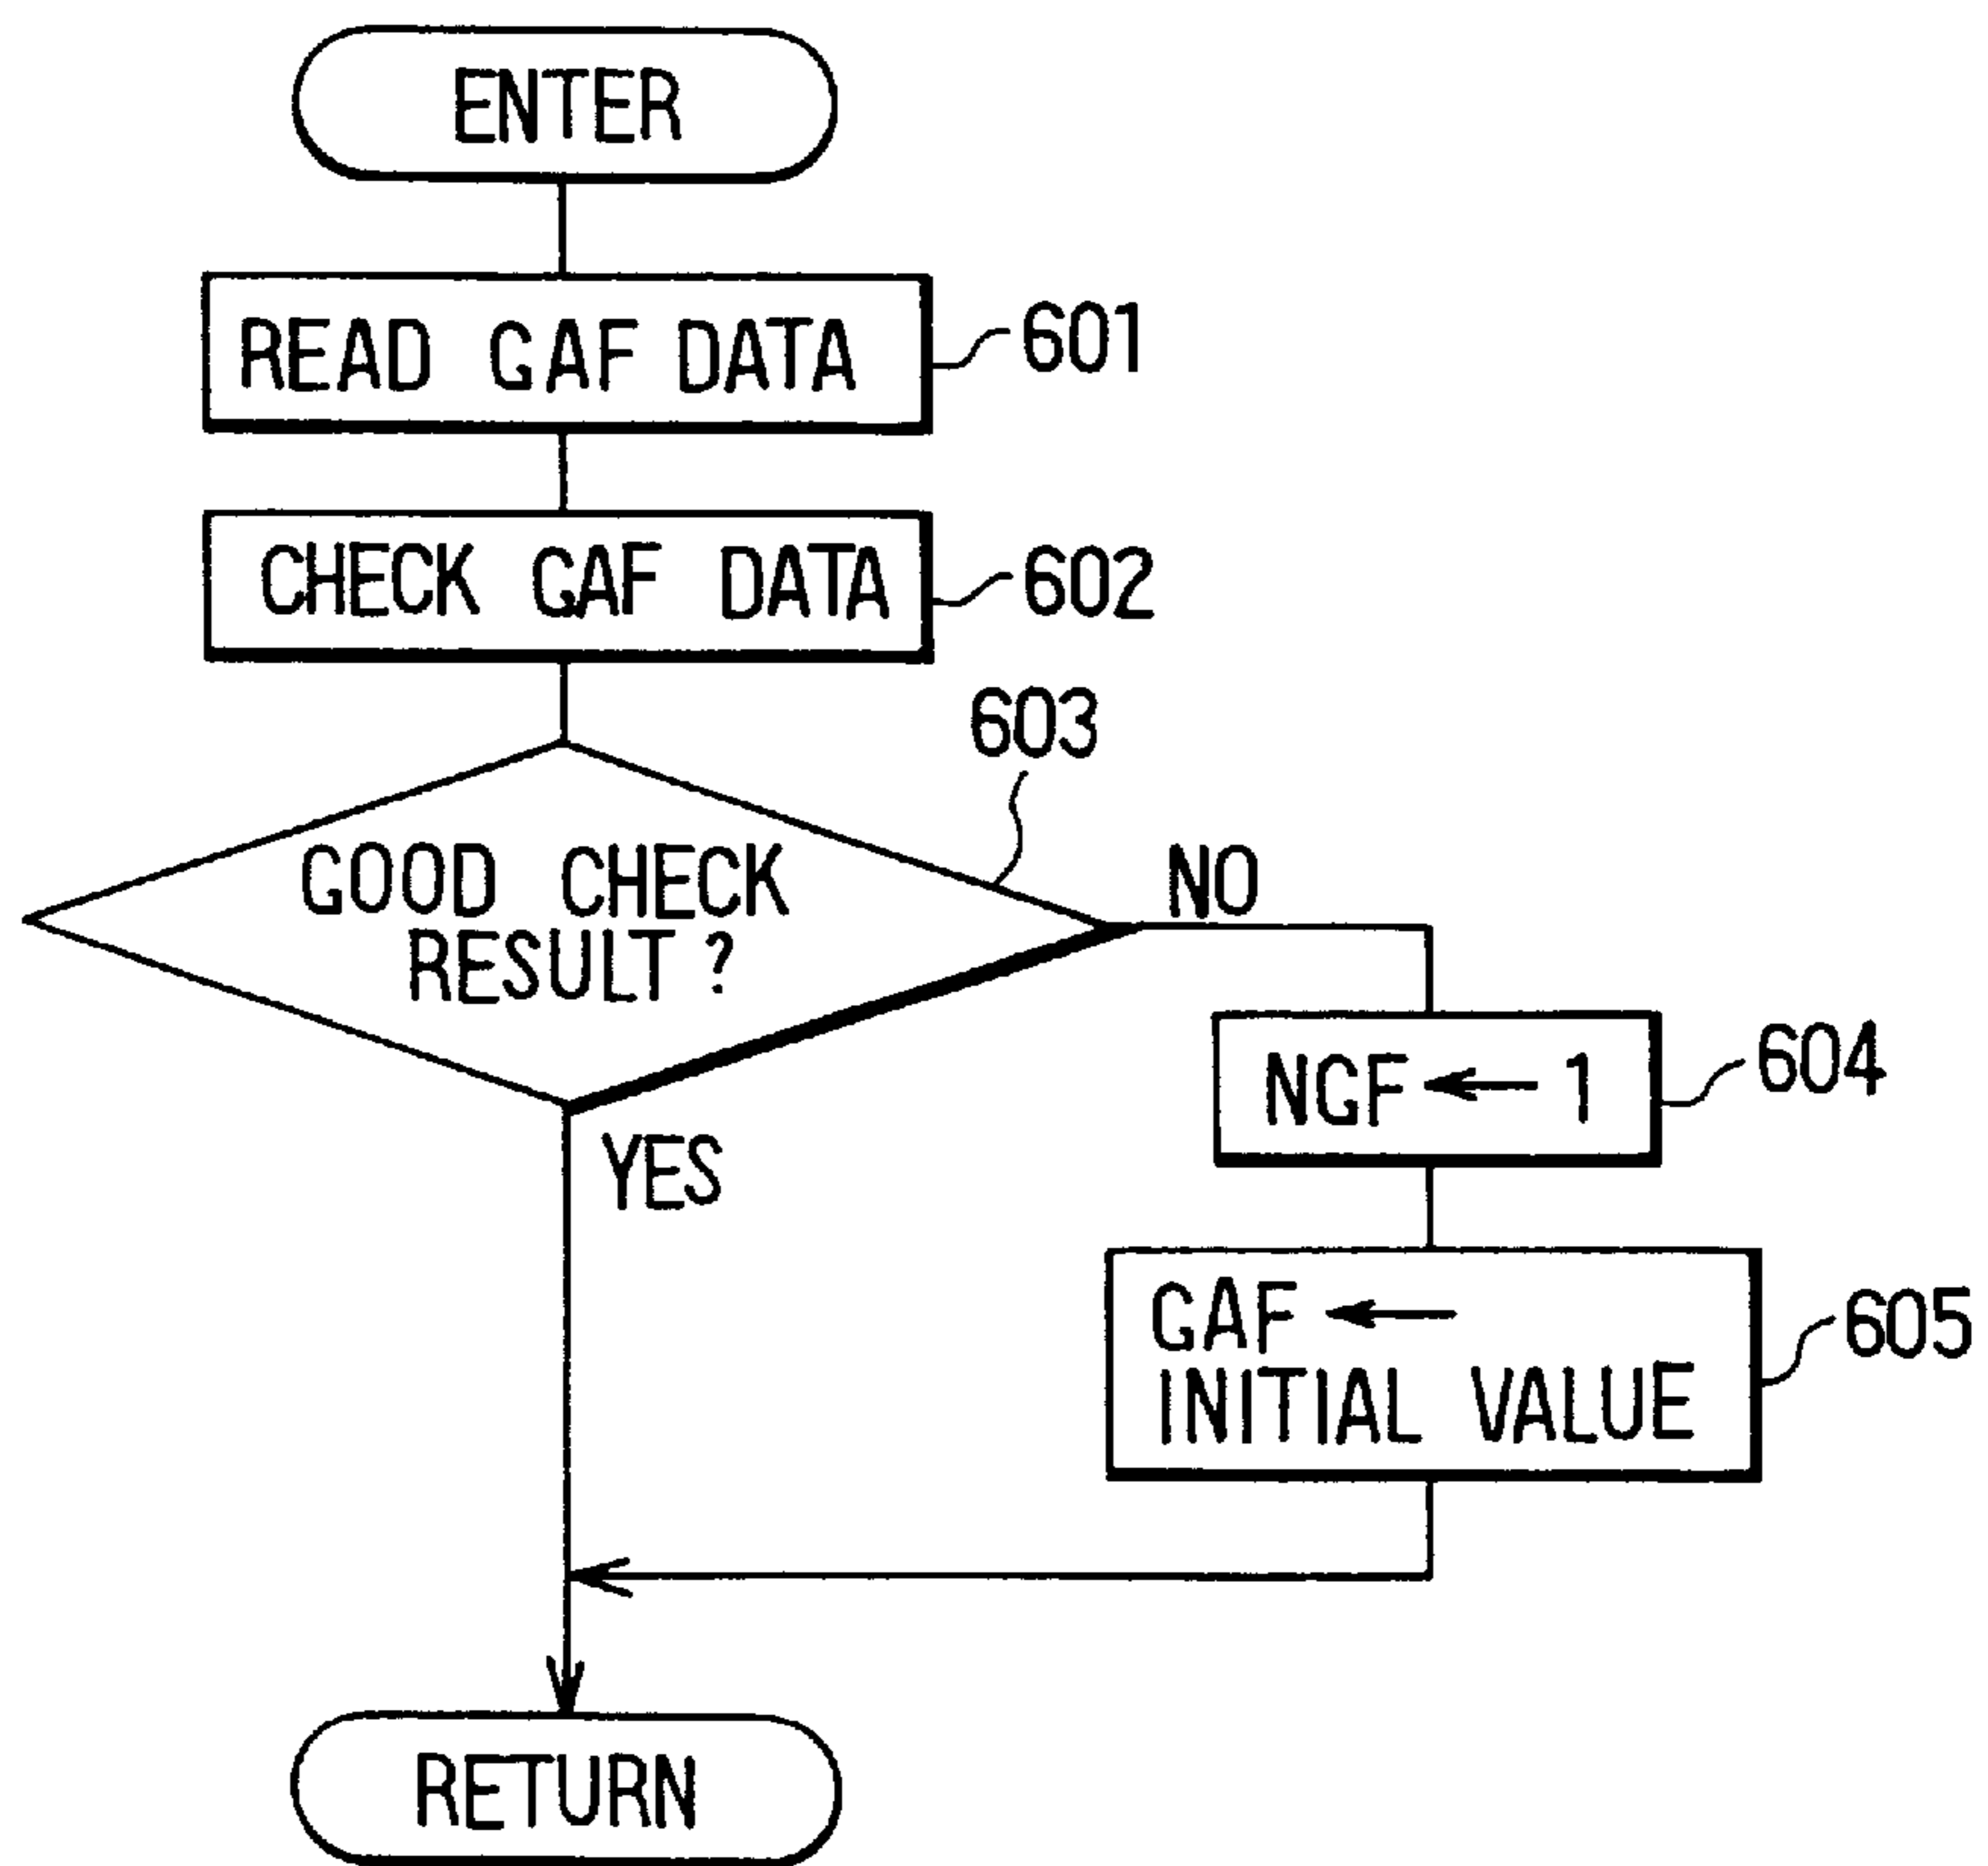 ENTER
READ GAF DATA
601
CHECK GAF DATA
602
603
GOOD CHECK
RESULT ?
NO
YES
NGF ← 1
604
GAF ←
INITIAL VALUE
605
RETURN